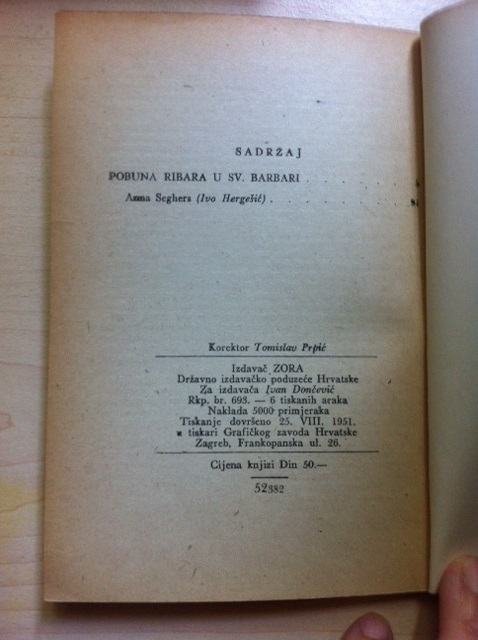 SADRŽAJ
POBUNA RIBARA U SV. BARBARI . . . . . . .
Anna Seghers (Ivo Hergešić) . . . . . . . .
Korektor Tomislav Prpić
Izdavač ZORA
Državno izdavačko poduzeće Hrvatske
Za izdavača Ivan Dončević
Rkp. br. 693. — 6 tiskanih araka
Naklada 5000 primjeraka
Tiskanje dovršeno 25. VIII. 1951.
u tiskari Grafičkog zavoda Hrvatske
Zagreb, Frankopanska ul. 26.
Cijena knjizi Din 50.—
52382